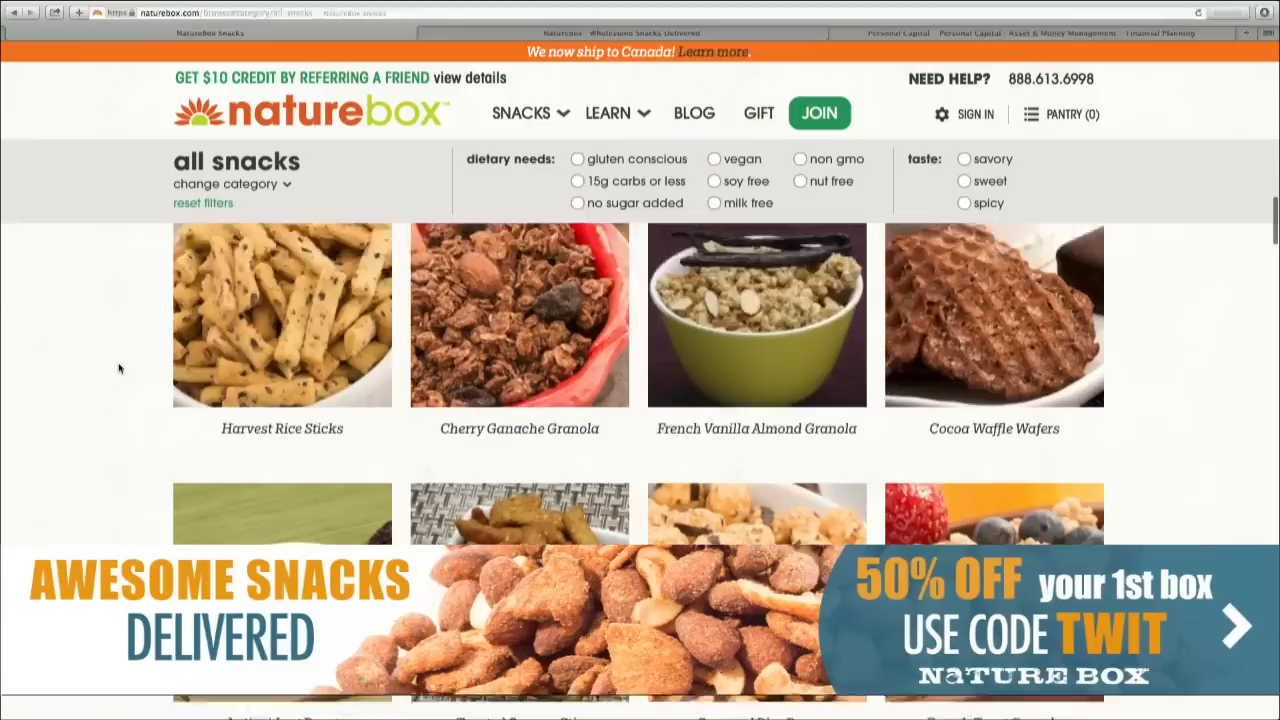 https naturebox.com/browse NatureBox Snacks
NatureBox Snacks
NatureBox Wholesome Snacks Delivered
Personal Capital Personal Capital Asset & Money Management Financial Planning
We now ship to Canada! Learn more.
GET $10 CREDIT BY REFERRING A FRIEND view details
NEED HELP? 888.613.6998
naturebox™
SNACKS LEARN BLOG GIFT JOIN
SIGN IN PANTRY (0)
all snacks
change category
reset filters
dietary needs: gluten conscious vegan non gmo
15g carbs or less soy free nut free
no sugar added milk free
taste: savory
sweet
spicy
Harvest Rice Sticks
Cherry Ganache Granola
French Vanilla Almond Granola
Cocoa Waffle Wafers
AWESOME SNACKS
DELIVERED
50% OFF your 1st box
USE CODE TWIT
NATURE BOX